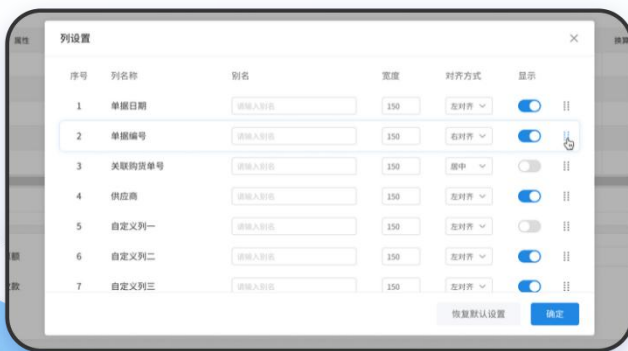 属性
列设置
换算
序号 列名称 别名 宽度 对齐方式 显示
1 单据日期 请输入别名 150 左对齐
2 单据编号 请输入别名 150 右对齐
3 关联购货单号 请输入别名 150 居中
4 供应商 请输入别名 150 左对齐
5 自定义列一 请输入别名 150 左对齐
6 自定义列二 请输入别名 150 左对齐
7 自定义列三 请输入别名 150 左对齐
恢复默认设置 确定